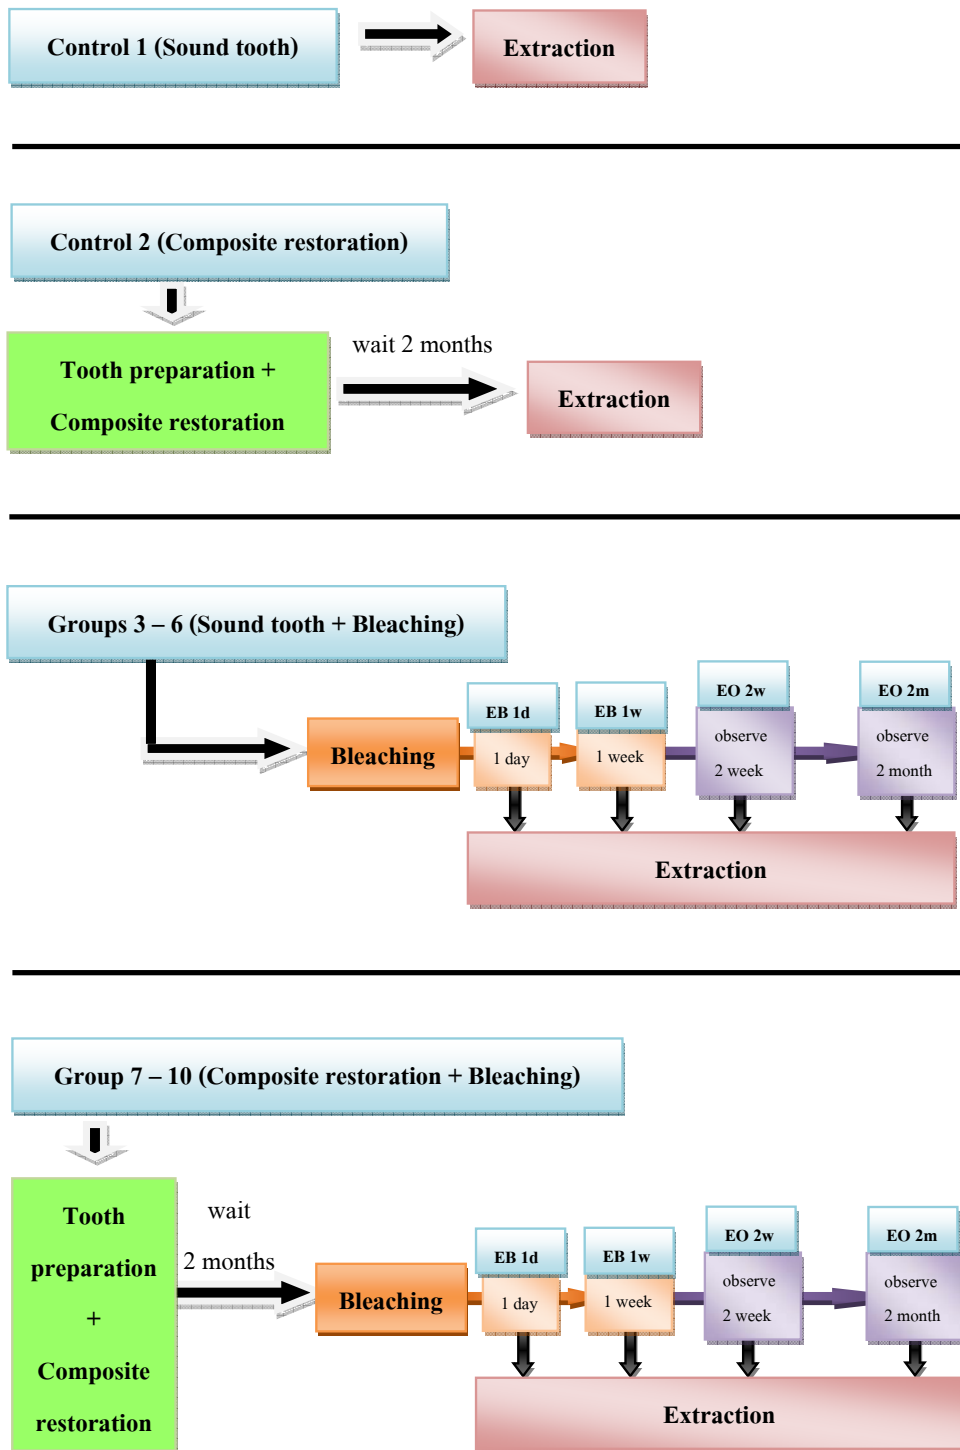 Control 1 (Sound tooth)
Extraction
Control 2 (Composite restoration)
Tooth preparation +
Composite restoration
wait 2 months
Extraction
Groups 3 – 6 (Sound tooth + Bleaching)
Bleaching
EB 1d
1 day
EB 1w
1 week
EO 2w
observe
2 week
EO 2m
observe
2 month
Extraction
Group 7 – 10 (Composite restoration + Bleaching)
Tooth
preparation
+
Composite
restoration
wait
2 months
Bleaching
EB 1d
1 day
EB 1w
1 week
EO 2w
observe
2 week
EO 2m
observe
2 month
Extraction